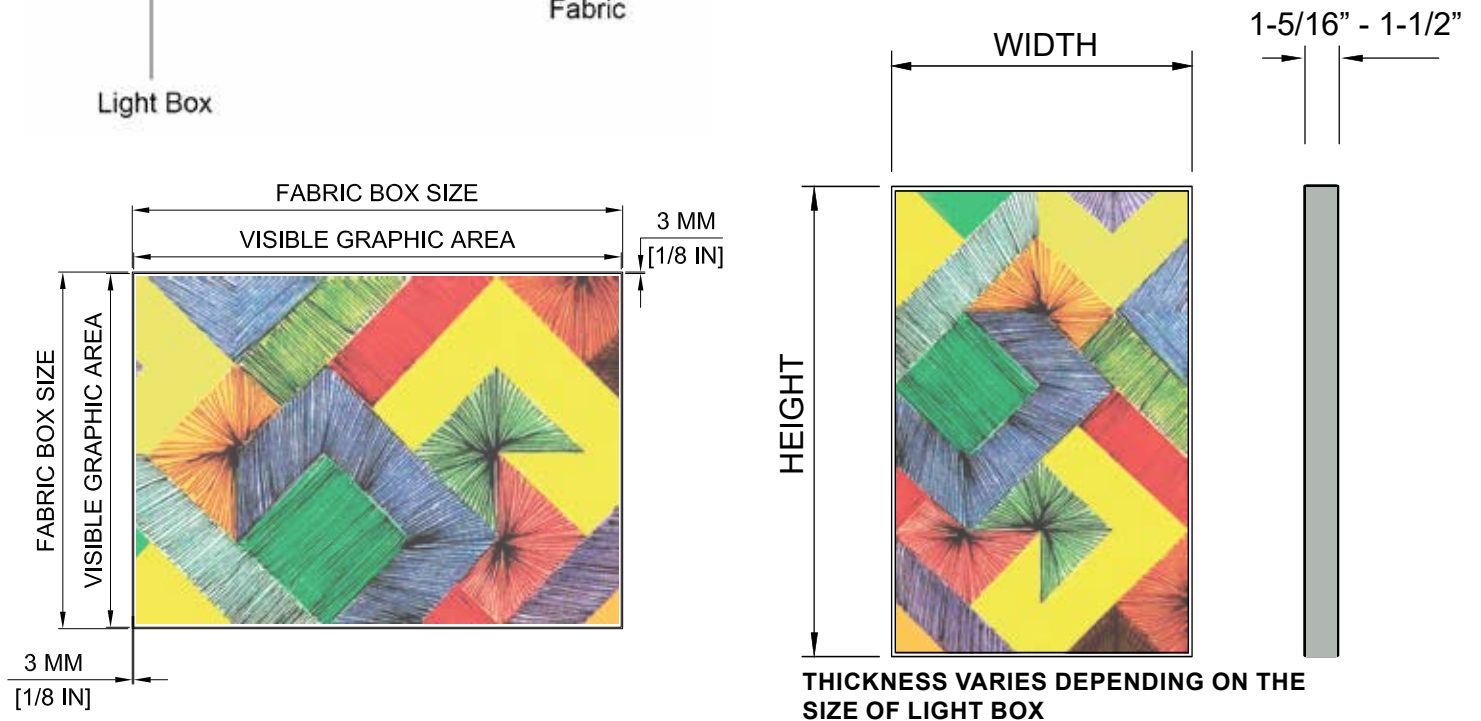 Fabric
Light Box
FABRIC BOX SIZE
VISIBLE GRAPHIC AREA
3 MM
[1/8 IN]
FABRIC BOX SIZE
VISIBLE GRAPHIC AREA
3 MM
[1/8 IN]
WIDTH
1-5/16” - 1-1/2”
HEIGHT
THICKNESS VARIES DEPENDING ON THE
SIZE OF LIGHT BOX